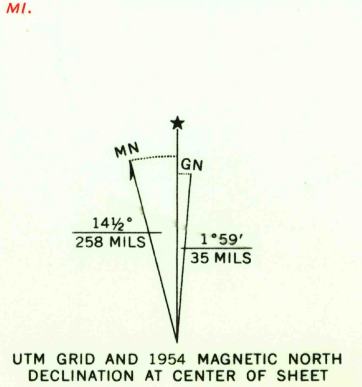 MI.
MN
GN
14½°
258 MILS
1°59′
35 MILS
UTM GRID AND 1954 MAGNETIC NORTH
DECLINATION AT CENTER OF SHEET